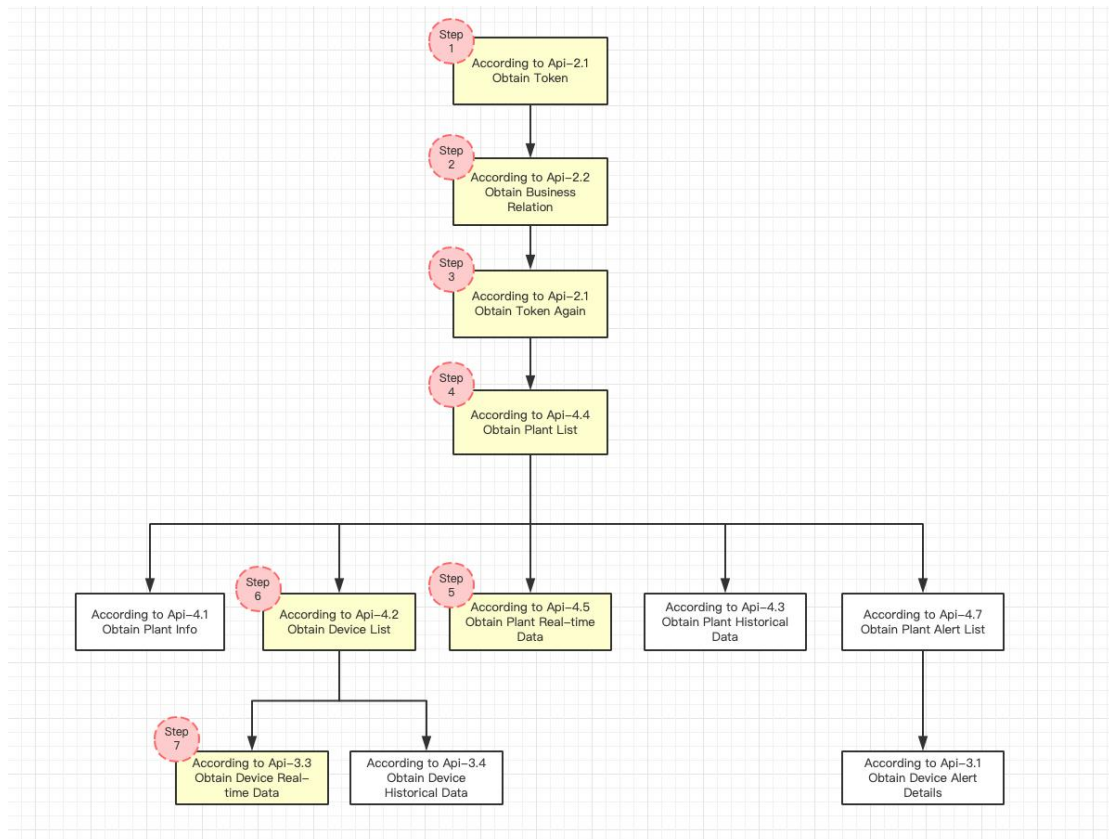 Step
1
According to Api-2.1
Obtain Token
Step
2
According to Api-2.2
Obtain Business
Relation
Step
3
According to Api-2.1
Obtain Token Again
Step
4
According to Api-4.4
Obtain Plant List
According to Api-4.1
Obtain Plant Info
Step
6
According to Api-4.2
Obtain Device List
Step
5
According to Api-4.5
Obtain Plant Real-time
Data
According to Api-4.3
Obtain Plant Historical
Data
According to Api-4.7
Obtain Plant Alert List
Step
7
According to Api-3.3
Obtain Device Real-
time Data
According to Api-3.4
Obtain Device
Historical Data
According to Api-3.1
Obtain Device Alert
Details